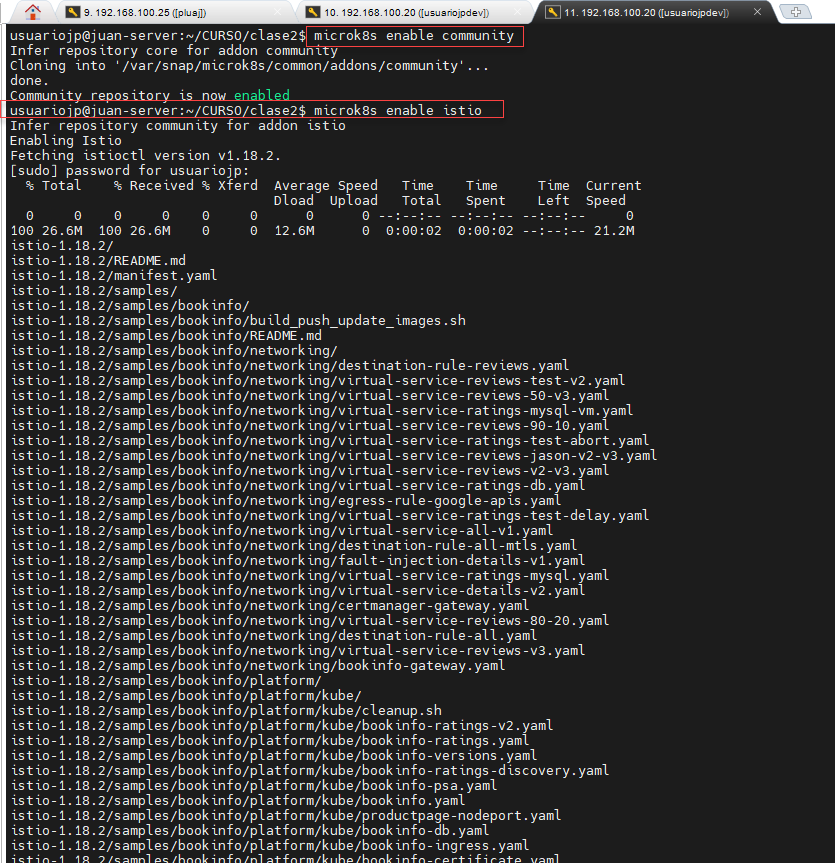 9. 192.168.100.25 ([pluaj])
10. 192.168.100.20 ([usuariojpdev])
11. 192.168.100.20 ([usuariojpdev])
usuariojp@juan-server:~/CURSO/clase2$ microk8s enable community
Infer repository core for addon community
Cloning into '/var/snap/microk8s/common/addons/community'...
done.
Community repository is now enabled
usuariojp@juan-server:~/CURSO/clase2$ microk8s enable istio
Infer repository community for addon istio
Enabling Istio
Fetching istioctl version v1.18.2.
[sudo] password for usuariojp:
  % Total    % Received % Xferd  Average Speed   Time    Time     Time  Current
                                 Dload  Upload   Total   Spent    Left  Speed
  0     0    0     0    0     0      0      0 --:--:-- --:--:-- --:--:--     0
100 26.6M  100 26.6M    0     0  12.6M      0  0:00:02  0:00:02 --:--:-- 21.2M
istio-1.18.2/
istio-1.18.2/README.md
istio-1.18.2/manifest.yaml
istio-1.18.2/samples/
istio-1.18.2/samples/bookinfo/
istio-1.18.2/samples/bookinfo/build_push_update_images.sh
istio-1.18.2/samples/bookinfo/README.md
istio-1.18.2/samples/bookinfo/networking/
istio-1.18.2/samples/bookinfo/networking/destination-rule-reviews.yaml
istio-1.18.2/samples/bookinfo/networking/virtual-service-reviews-test-v2.yaml
istio-1.18.2/samples/bookinfo/networking/virtual-service-reviews-50-v3.yaml
istio-1.18.2/samples/bookinfo/networking/virtual-service-ratings-mysql-vm.yaml
istio-1.18.2/samples/bookinfo/networking/virtual-service-reviews-90-10.yaml
istio-1.18.2/samples/bookinfo/networking/virtual-service-ratings-test-abort.yaml
istio-1.18.2/samples/bookinfo/networking/virtual-service-reviews-jason-v2-v3.yaml
istio-1.18.2/samples/bookinfo/networking/virtual-service-reviews-v2-v3.yaml
istio-1.18.2/samples/bookinfo/networking/virtual-service-ratings-db.yaml
istio-1.18.2/samples/bookinfo/networking/egress-rule-google-apis.yaml
istio-1.18.2/samples/bookinfo/networking/virtual-service-ratings-test-delay.yaml
istio-1.18.2/samples/bookinfo/networking/virtual-service-all-v1.yaml
istio-1.18.2/samples/bookinfo/networking/destination-rule-all-mtls.yaml
istio-1.18.2/samples/bookinfo/networking/fault-injection-details-v1.yaml
istio-1.18.2/samples/bookinfo/networking/virtual-service-ratings-mysql.yaml
istio-1.18.2/samples/bookinfo/networking/virtual-service-details-v2.yaml
istio-1.18.2/samples/bookinfo/networking/certmanager-gateway.yaml
istio-1.18.2/samples/bookinfo/networking/virtual-service-reviews-80-20.yaml
istio-1.18.2/samples/bookinfo/networking/destination-rule-all.yaml
istio-1.18.2/samples/bookinfo/networking/virtual-service-reviews-v3.yaml
istio-1.18.2/samples/bookinfo/networking/bookinfo-gateway.yaml
istio-1.18.2/samples/bookinfo/platform/
istio-1.18.2/samples/bookinfo/platform/kube/
istio-1.18.2/samples/bookinfo/platform/kube/cleanup.sh
istio-1.18.2/samples/bookinfo/platform/kube/bookinfo-ratings-v2.yaml
istio-1.18.2/samples/bookinfo/platform/kube/bookinfo-ratings.yaml
istio-1.18.2/samples/bookinfo/platform/kube/bookinfo-versions.yaml
istio-1.18.2/samples/bookinfo/platform/kube/bookinfo-ratings-discovery.yaml
istio-1.18.2/samples/bookinfo/platform/kube/bookinfo-psa.yaml
istio-1.18.2/samples/bookinfo/platform/kube/bookinfo.yaml
istio-1.18.2/samples/bookinfo/platform/kube/productpage-nodeport.yaml
istio-1.18.2/samples/bookinfo/platform/kube/bookinfo-db.yaml
istio-1.18.2/samples/bookinfo/platform/kube/bookinfo-ingress.yaml
istio-1.18.2/samples/bookinfo/platform/kube/bookinfo-certificate.yaml